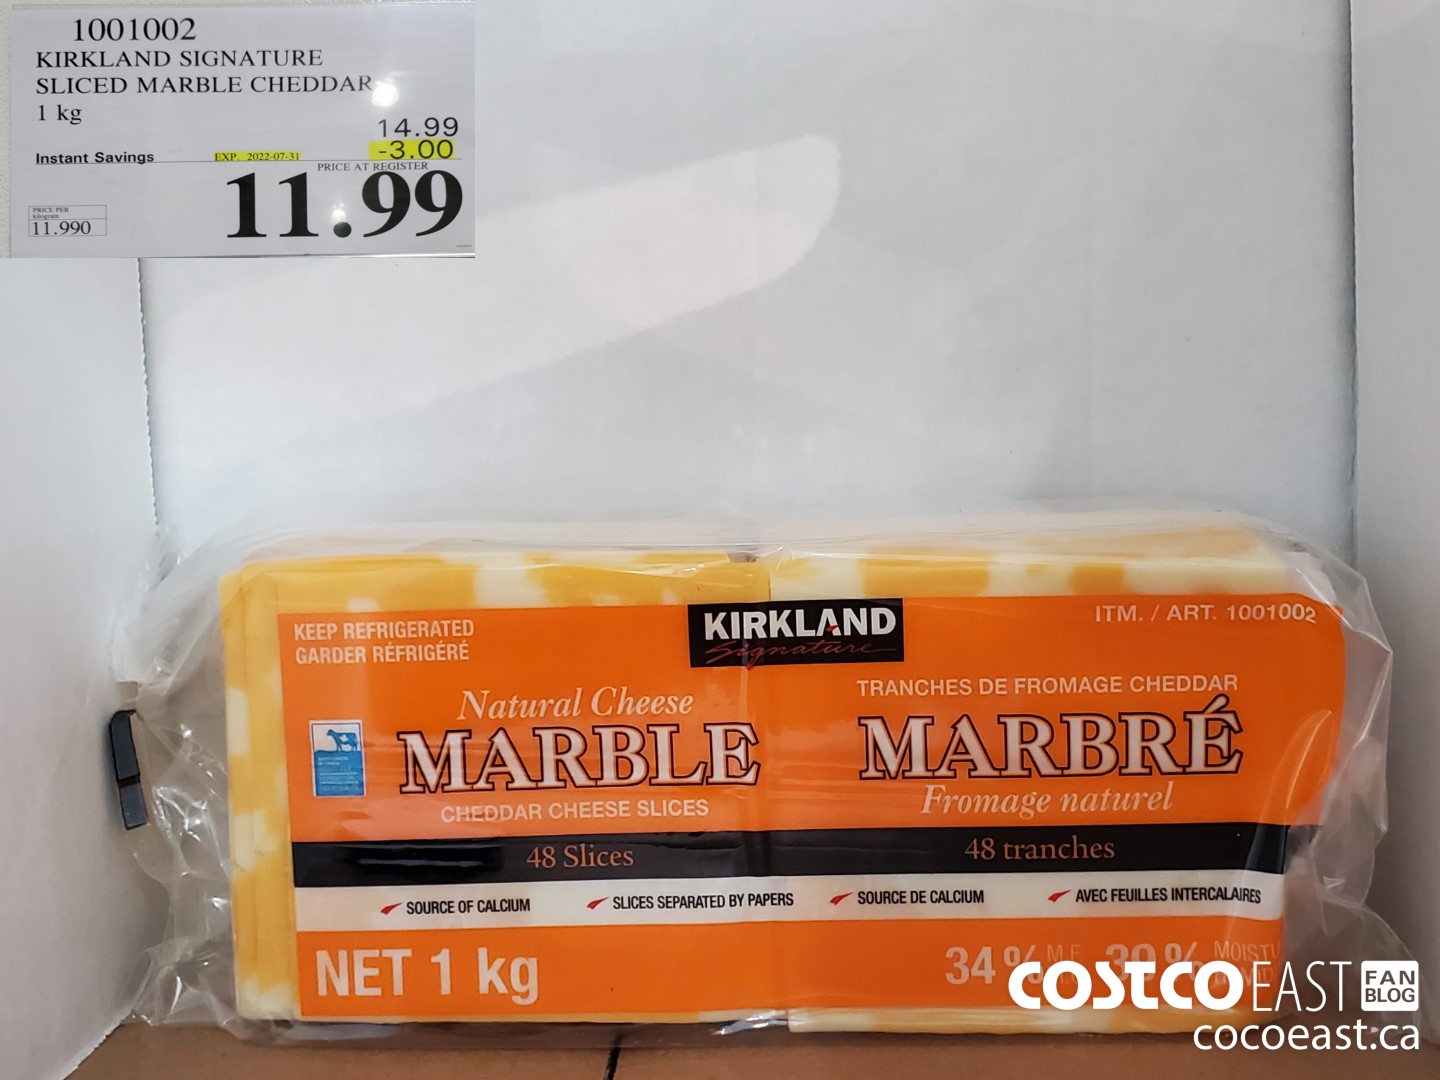 1001002
KIRKLAND SIGNATURE
SLICED MARBLE CHEDDAR
1 kg
14.99
Instant Savings EXP. 2022-07-31 -3.00
PRICE AT REGISTER
11.99
PRICE PER
kilogram
11.990
KEEP REFRIGERATED
GARDER RÉFRIGÉRÉ
KIRKLAND
Signature
ITM. / ART. 1001002
Natural Cheese
MARBLE
CHEDDAR CHEESE SLICES
TRANCHES DE FROMAGE CHEDDAR
MARBRÉ
Fromage naturel
48 Slices
48 tranches
SOURCE OF CALCIUM
SLICES SEPARATED BY PAPERS
SOURCE DE CALCIUM
AVEC FEUILLES INTERCALAIRES
NET 1 kg
34 % M.F. 39 %
COSTCO EAST FAN BLOG
cocoeast.ca